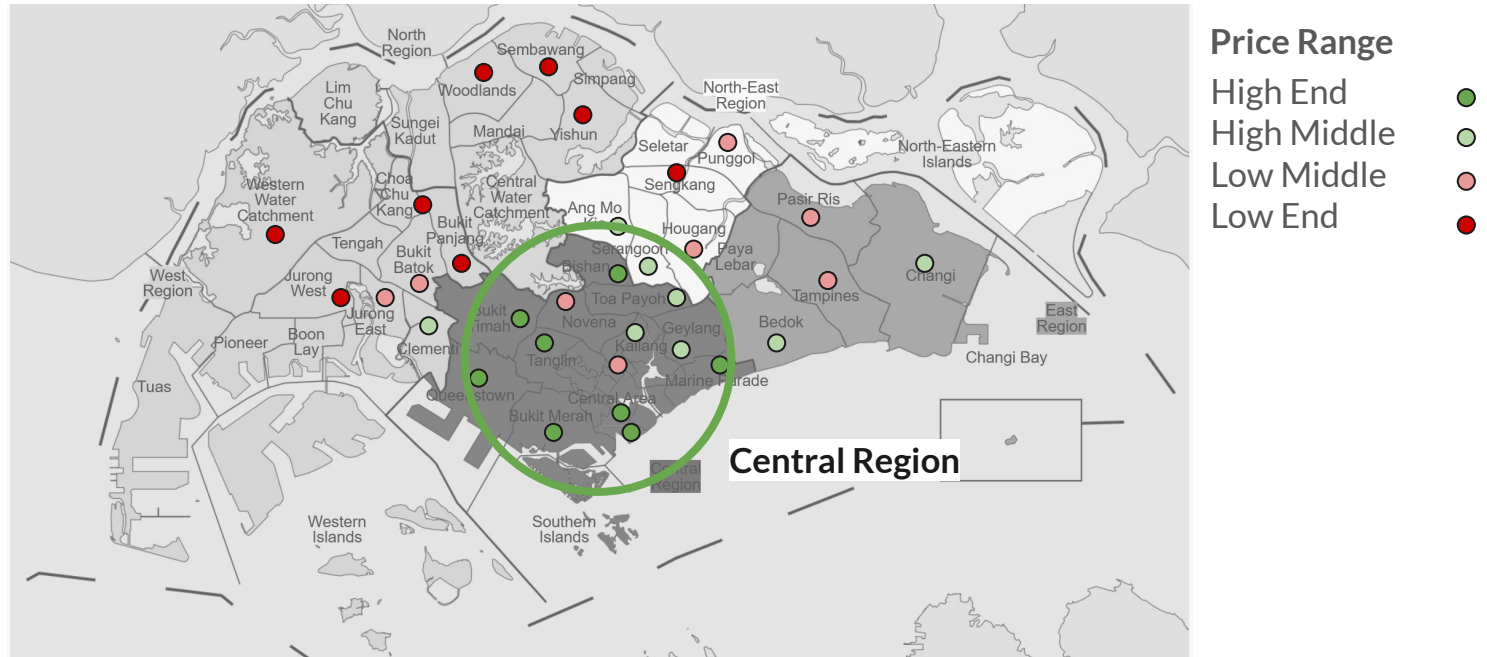 Price Range
High End
High Middle
Low Middle
Low End
North
Region
Sembawang
Woodlands
Simpang
Lim
Chu
Kang
Sungei
Kadut
Mandai
Yishun
North-East
Region
Seletar
Punggol
North-Eastern
Islands
Sengkang
Western
Water
Catchment
Choa
Chu
Kang
Central
Water
Catchment
Ang Mo
Pasir Ris
Bukit
Panjang
Hougang
Tengah
Bukit
Batok
Serangoon
Paya
Lebar
Bishan
Changi
West
Region
Jurong
West
Toa Payoh
Tampines
Jurong
East
Bukit
Timah
Novena
Geylang
Bedok
East
Region
Pioneer
Boon
Lay
Clementi
Kallang
Tanglin
Changi Bay
Tuas
Marine Parade
Queenstown
Central Area
Bukit Merah
Central Region
Central
Region
Western
Islands
Southern
Islands